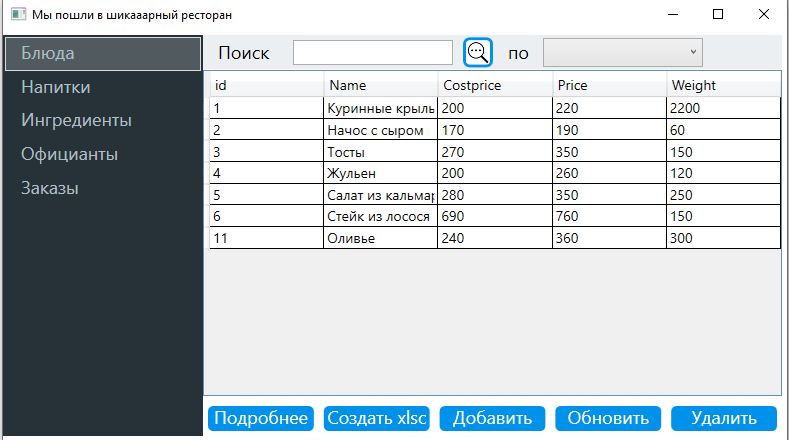 Мы пошли в шикааарный ресторан
Блюда
Напитки
Ингредиенты
Официанты
Заказы
Поиск по
id Name Costprice Price Weight
1 Куринные крыль 200 220 2200
2 Начос с сыром 170 190 60
3 Тосты 270 350 150
4 Жульен 200 260 120
5 Салат из кальмар 280 350 250
6 Стейк из лосося 690 760 150
11 Оливье 240 360 300
Подробнее Создать xlsc Добавить Обновить Удалить